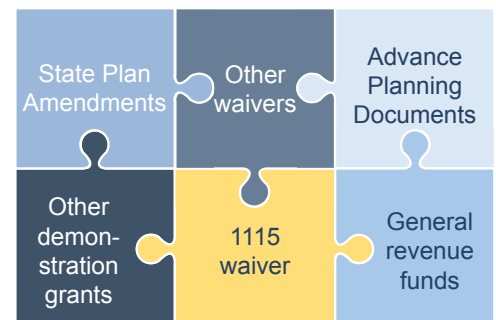 State Plan
Amendments
Other
waivers
Advance
Planning
Documents
Other
demon-
stration
grants
1115
waiver
General
revenue
funds